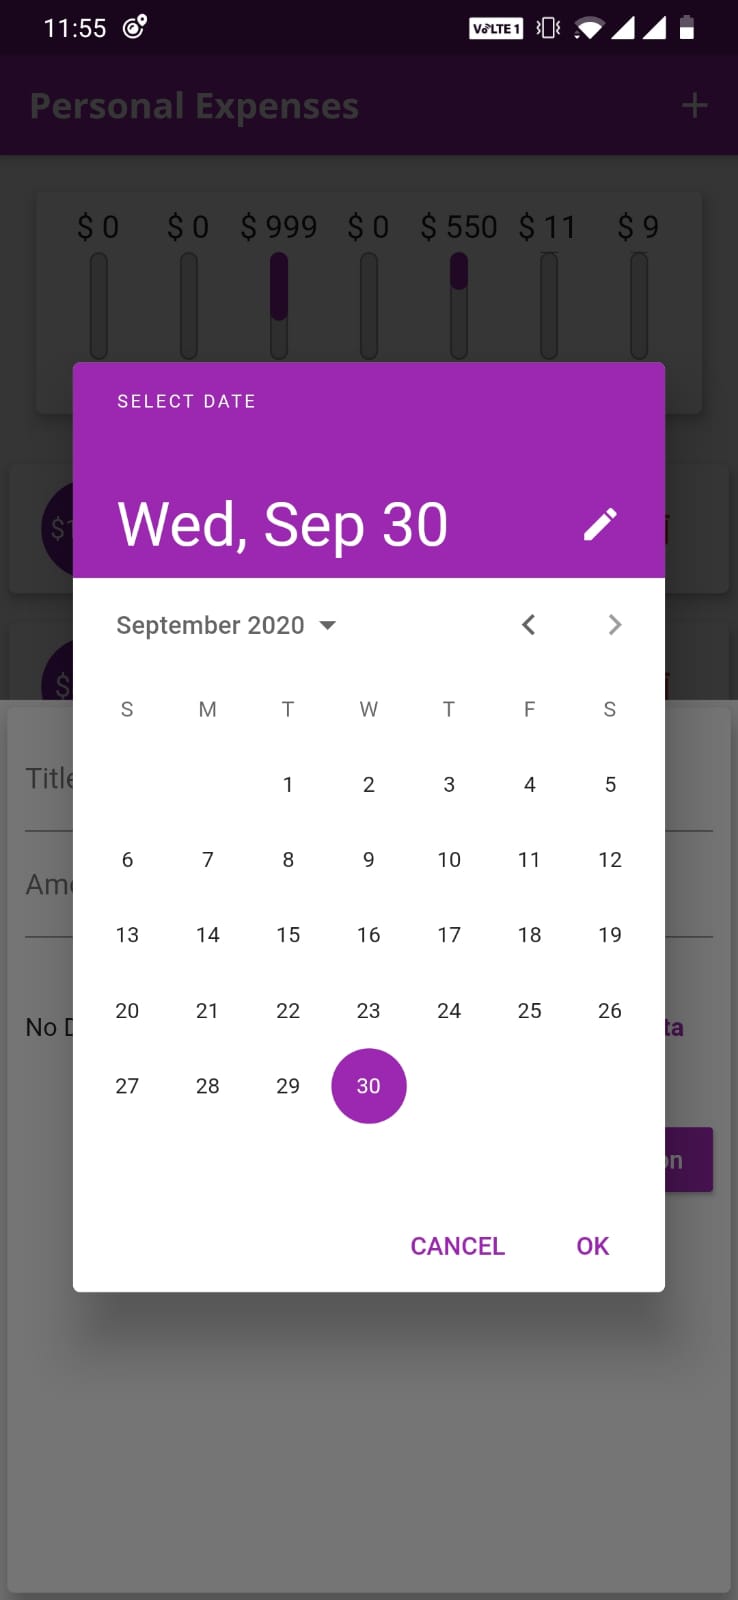 11:55 VoLTE 1
Personal Expenses +
$ 0 $ 0 $ 999 $ 0 $ 550 $ 11 $ 9
SELECT DATE
Wed, Sep 30
September 2020
S M T W T F S
1 2 3 4 5
6 7 8 9 10 11 12
13 14 15 16 17 18 19
20 21 22 23 24 25 26
27 28 29 30
No
CANCEL OK